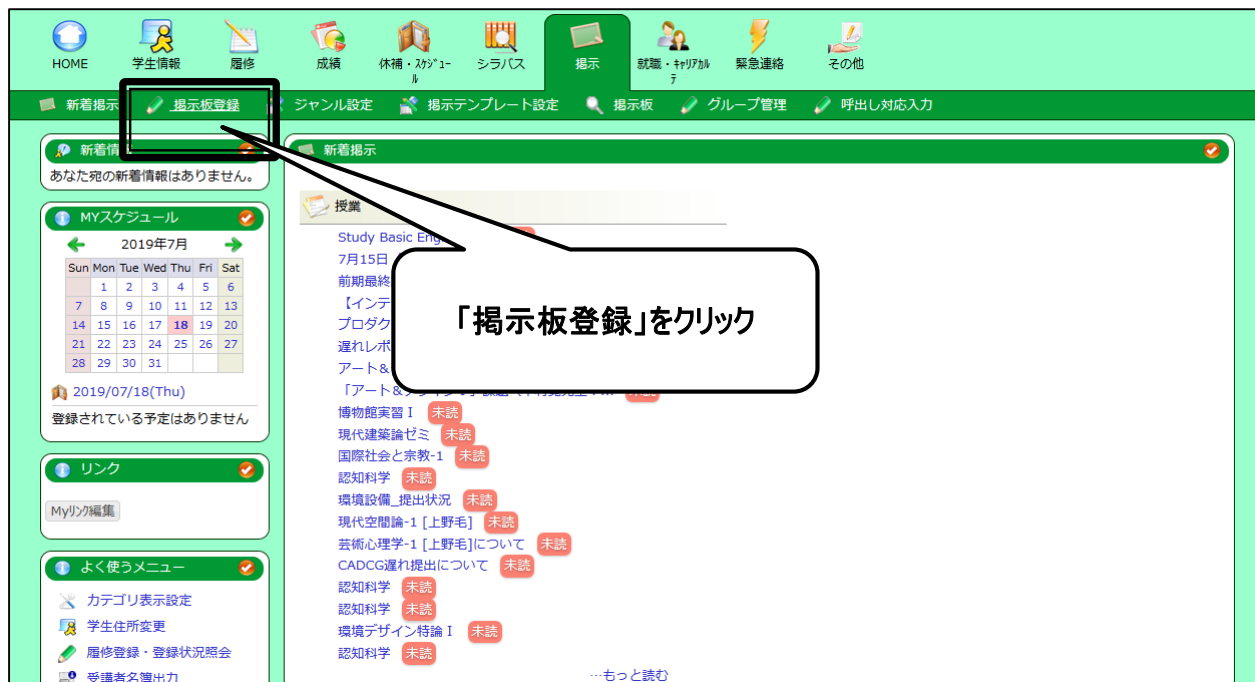 HOME
学生情報
履修
成績
休補・スケジュール
シラバス
掲示
就職・キャリアカルテ
緊急連絡
その他
新着掲示
掲示板登録
ジャンル設定
掲示テンプレート設定
掲示板
グループ管理
呼出し対応入力
新着情
あなた宛の新着情報はありません。
MYスケジュール
2019年7月
Sun Mon Tue Wed Thu Fri Sat
1 2 3 4 5 6
7 8 9 10 11 12 13
14 15 16 17 18 19 20
21 22 23 24 25 26 27
28 29 30 31
2019/07/18(Thu)
登録されている予定はありません
リンク
Myリンク編集
よく使うメニュー
カテゴリ表示設定
学生住所変更
履修登録・登録状況照会
受講者名簿出力
新着掲示
授業
Study Basic
7月15日
前期最終
【インテ
プロダク
遅れレポ
アート&
「掲示板登録」をクリック
博物館実習 I 未読
現代建築論ゼミ 未読
国際社会と宗教-1 未読
認知科学 未読
環境設備_提出状況 未読
現代空間論-1 [上野毛] 未読
芸術心理学-1 [上野毛]について 未読
CADCG遅れ提出について 未読
認知科学 未読
認知科学 未読
環境デザイン特論 I 未読
認知科学 未読
…もっと読む